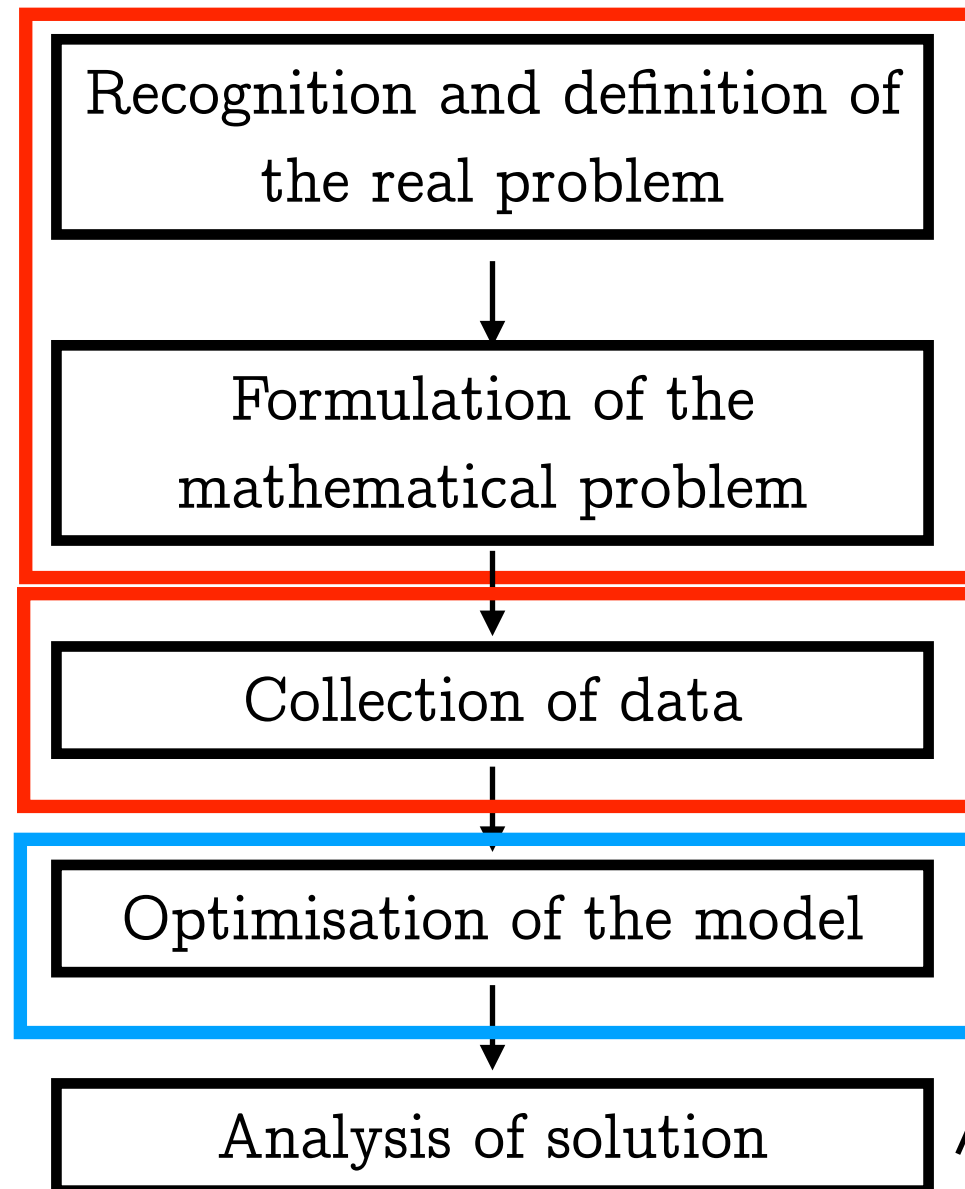 Recognition and definition of
the real problem
Formulation of the
mathematical problem
Collection of data
Optimisation of the model
Analysis of solution